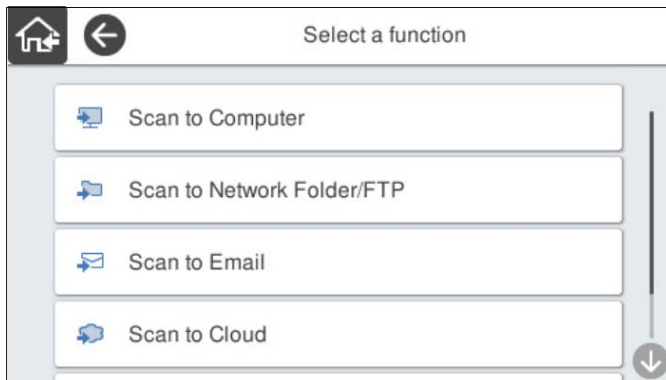 Select a function
Scan to Computer
Scan to Network Folder/FTP
Scan to Email
Scan to Cloud